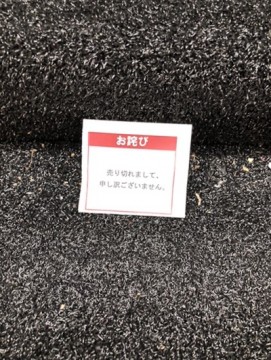 お詫び
売り切れまして、
申し訳ございません。